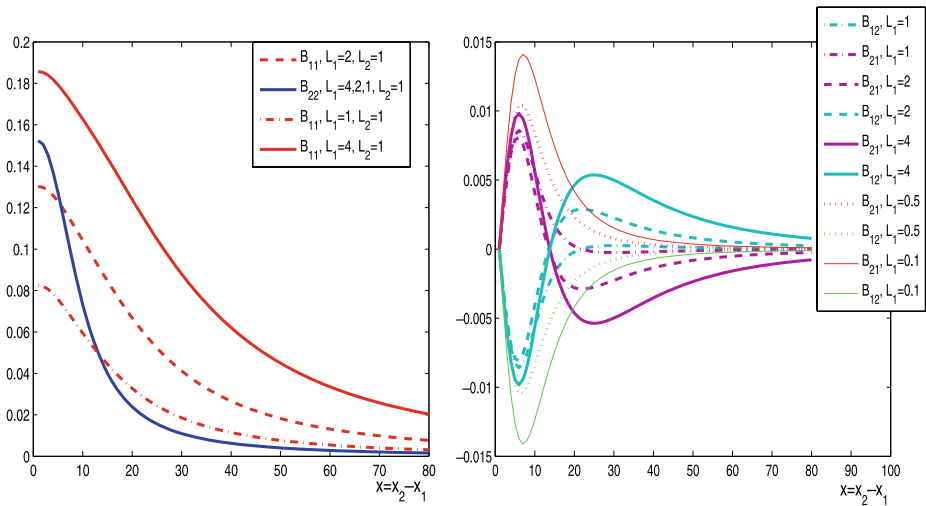 0.2
0.18
0.16
0.14
0.12
0.1
0.08
0.06
0.04
0.02
0
0 10 20 30 40 50 60 70 80
x=x2–x1
B11, L1=2, L2=1
B22, L1=4,2,1, L2=1
B11, L1=1, L2=1
B11, L1=4, L2=1
0.015
0.01
0.005
0
−0.005
−0.01
−0.015
0 10 20 30 40 50 60 70 80 90 100
x=x2–x1
B12, L1=1
B21, L1=1
B21, L1=2
B12, L1=2
B21, L1=4
B12, L1=4
B21, L1=0.5
B12, L1=0.5
B21, L1=0.1
B12, L1=0.1